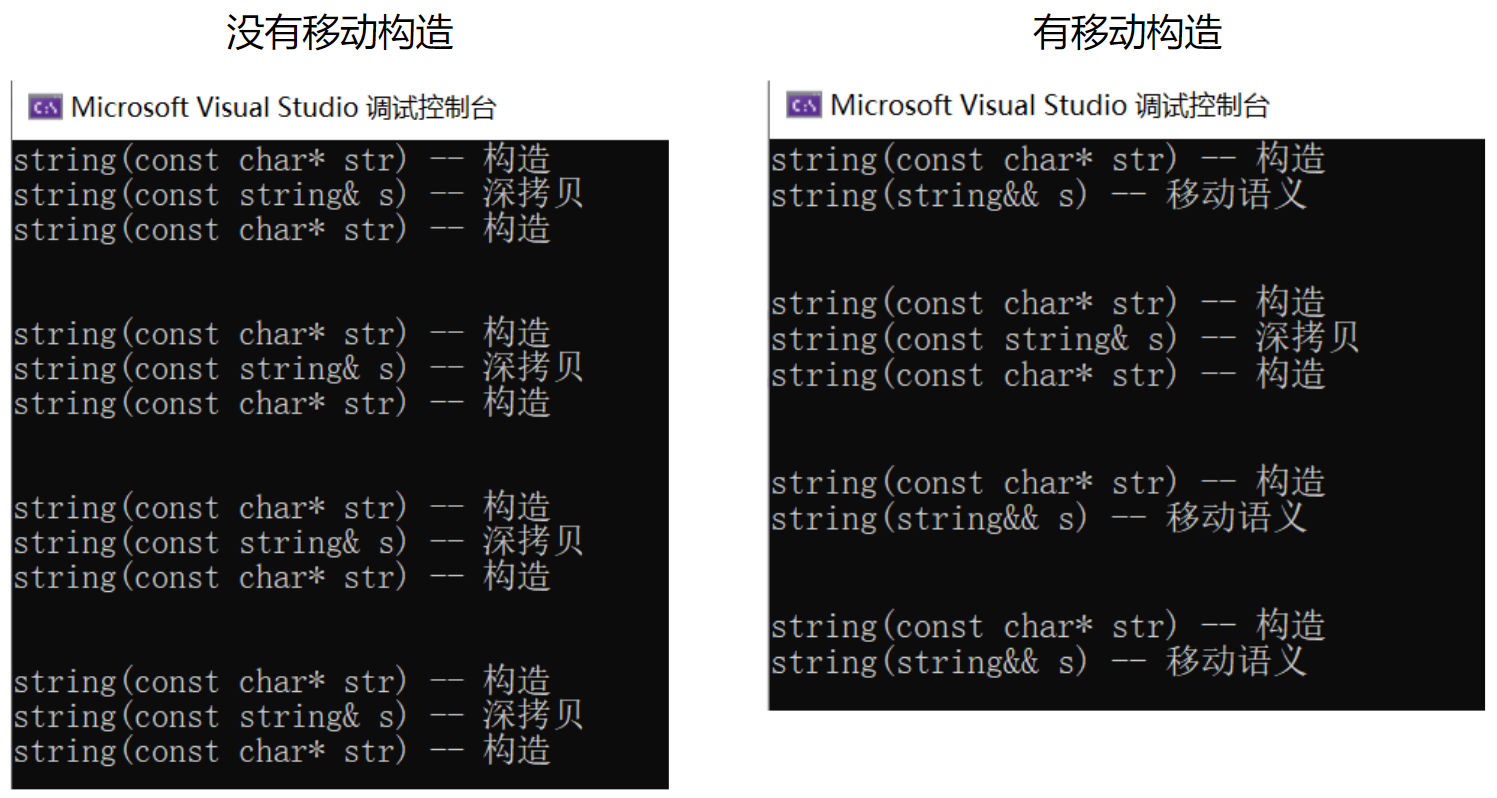 没有移动构造
Microsoft Visual Studio 调试控制台
string(const char* str) -- 构造
string(const string& s) -- 深拷贝
string(const char* str) -- 构造
string(const char* str) -- 构造
string(const string& s) -- 深拷贝
string(const char* str) -- 构造
string(const char* str) -- 构造
string(const string& s) -- 深拷贝
string(const char* str) -- 构造
string(const char* str) -- 构造
string(const string& s) -- 深拷贝
string(const char* str) -- 构造
有移动构造
Microsoft Visual Studio 调试控制台
string(const char* str) -- 构造
string(string&& s) -- 移动语义
string(const char* str) -- 构造
string(const string& s) -- 深拷贝
string(const char* str) -- 构造
string(const char* str) -- 构造
string(string&& s) -- 移动语义
string(const char* str) -- 构造
string(string&& s) -- 移动语义